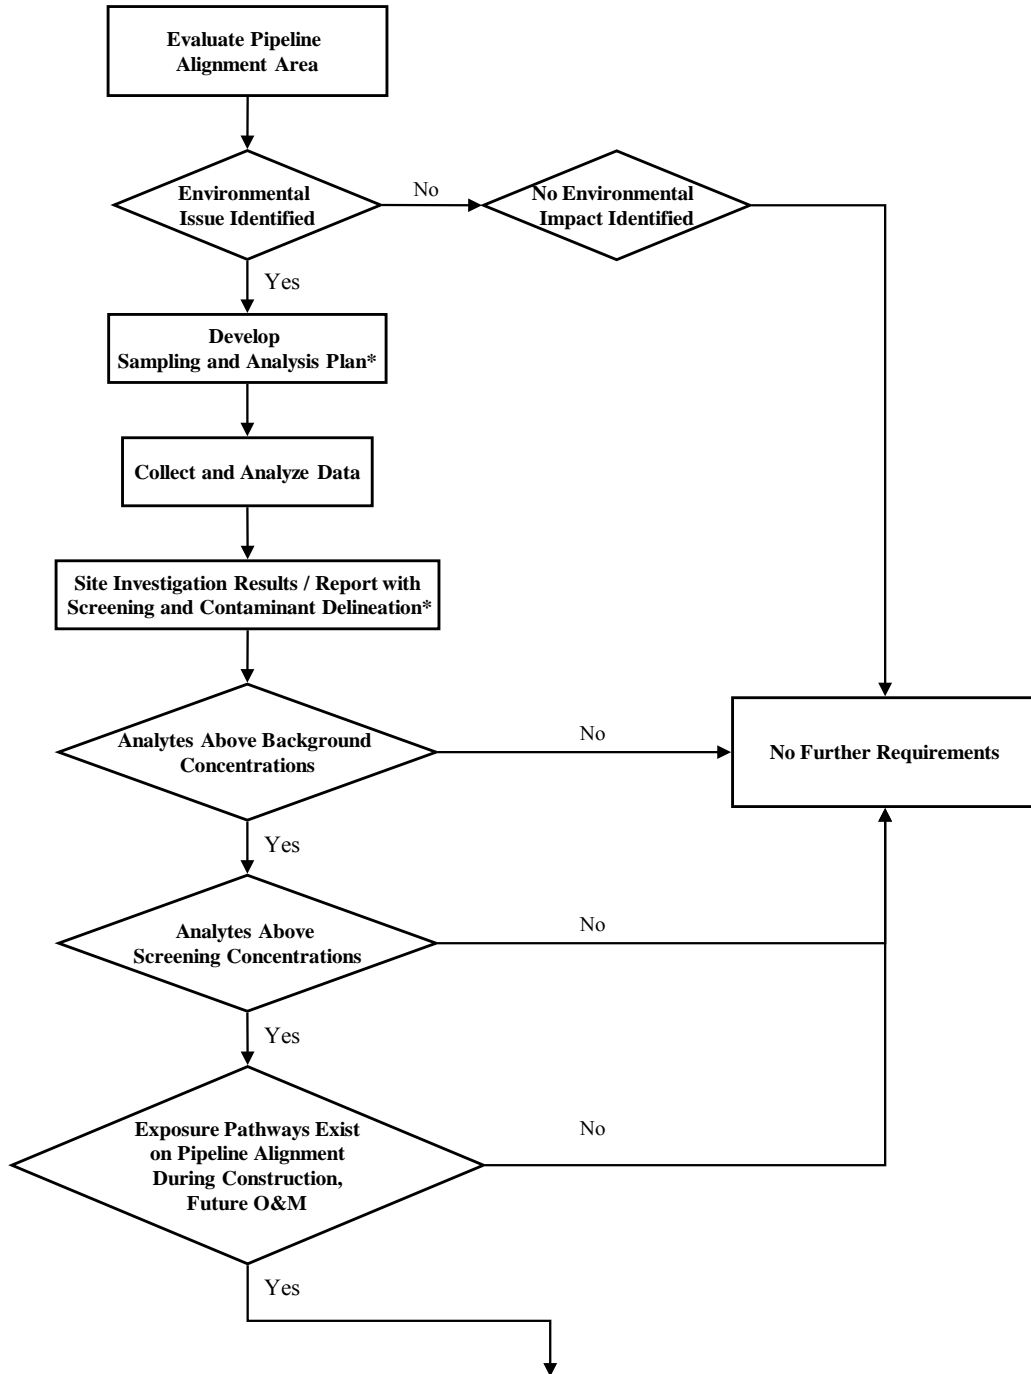 Evaluate Pipeline
Alignment Area
Environmental
Issue Identified
No
No Environmental
Impact Identified
Yes
Develop
Sampling and Analysis Plan*
Collect and Analyze Data
Site Investigation Results / Report with
Screening and Contaminant Delineation*
Analytes Above Background
Concentrations
No
No Further Requirements
Yes
Analytes Above
Screening Concentrations
No
Yes
Exposure Pathways Exist
on Pipeline Alignment
During Construction,
Future O&M
No
Yes